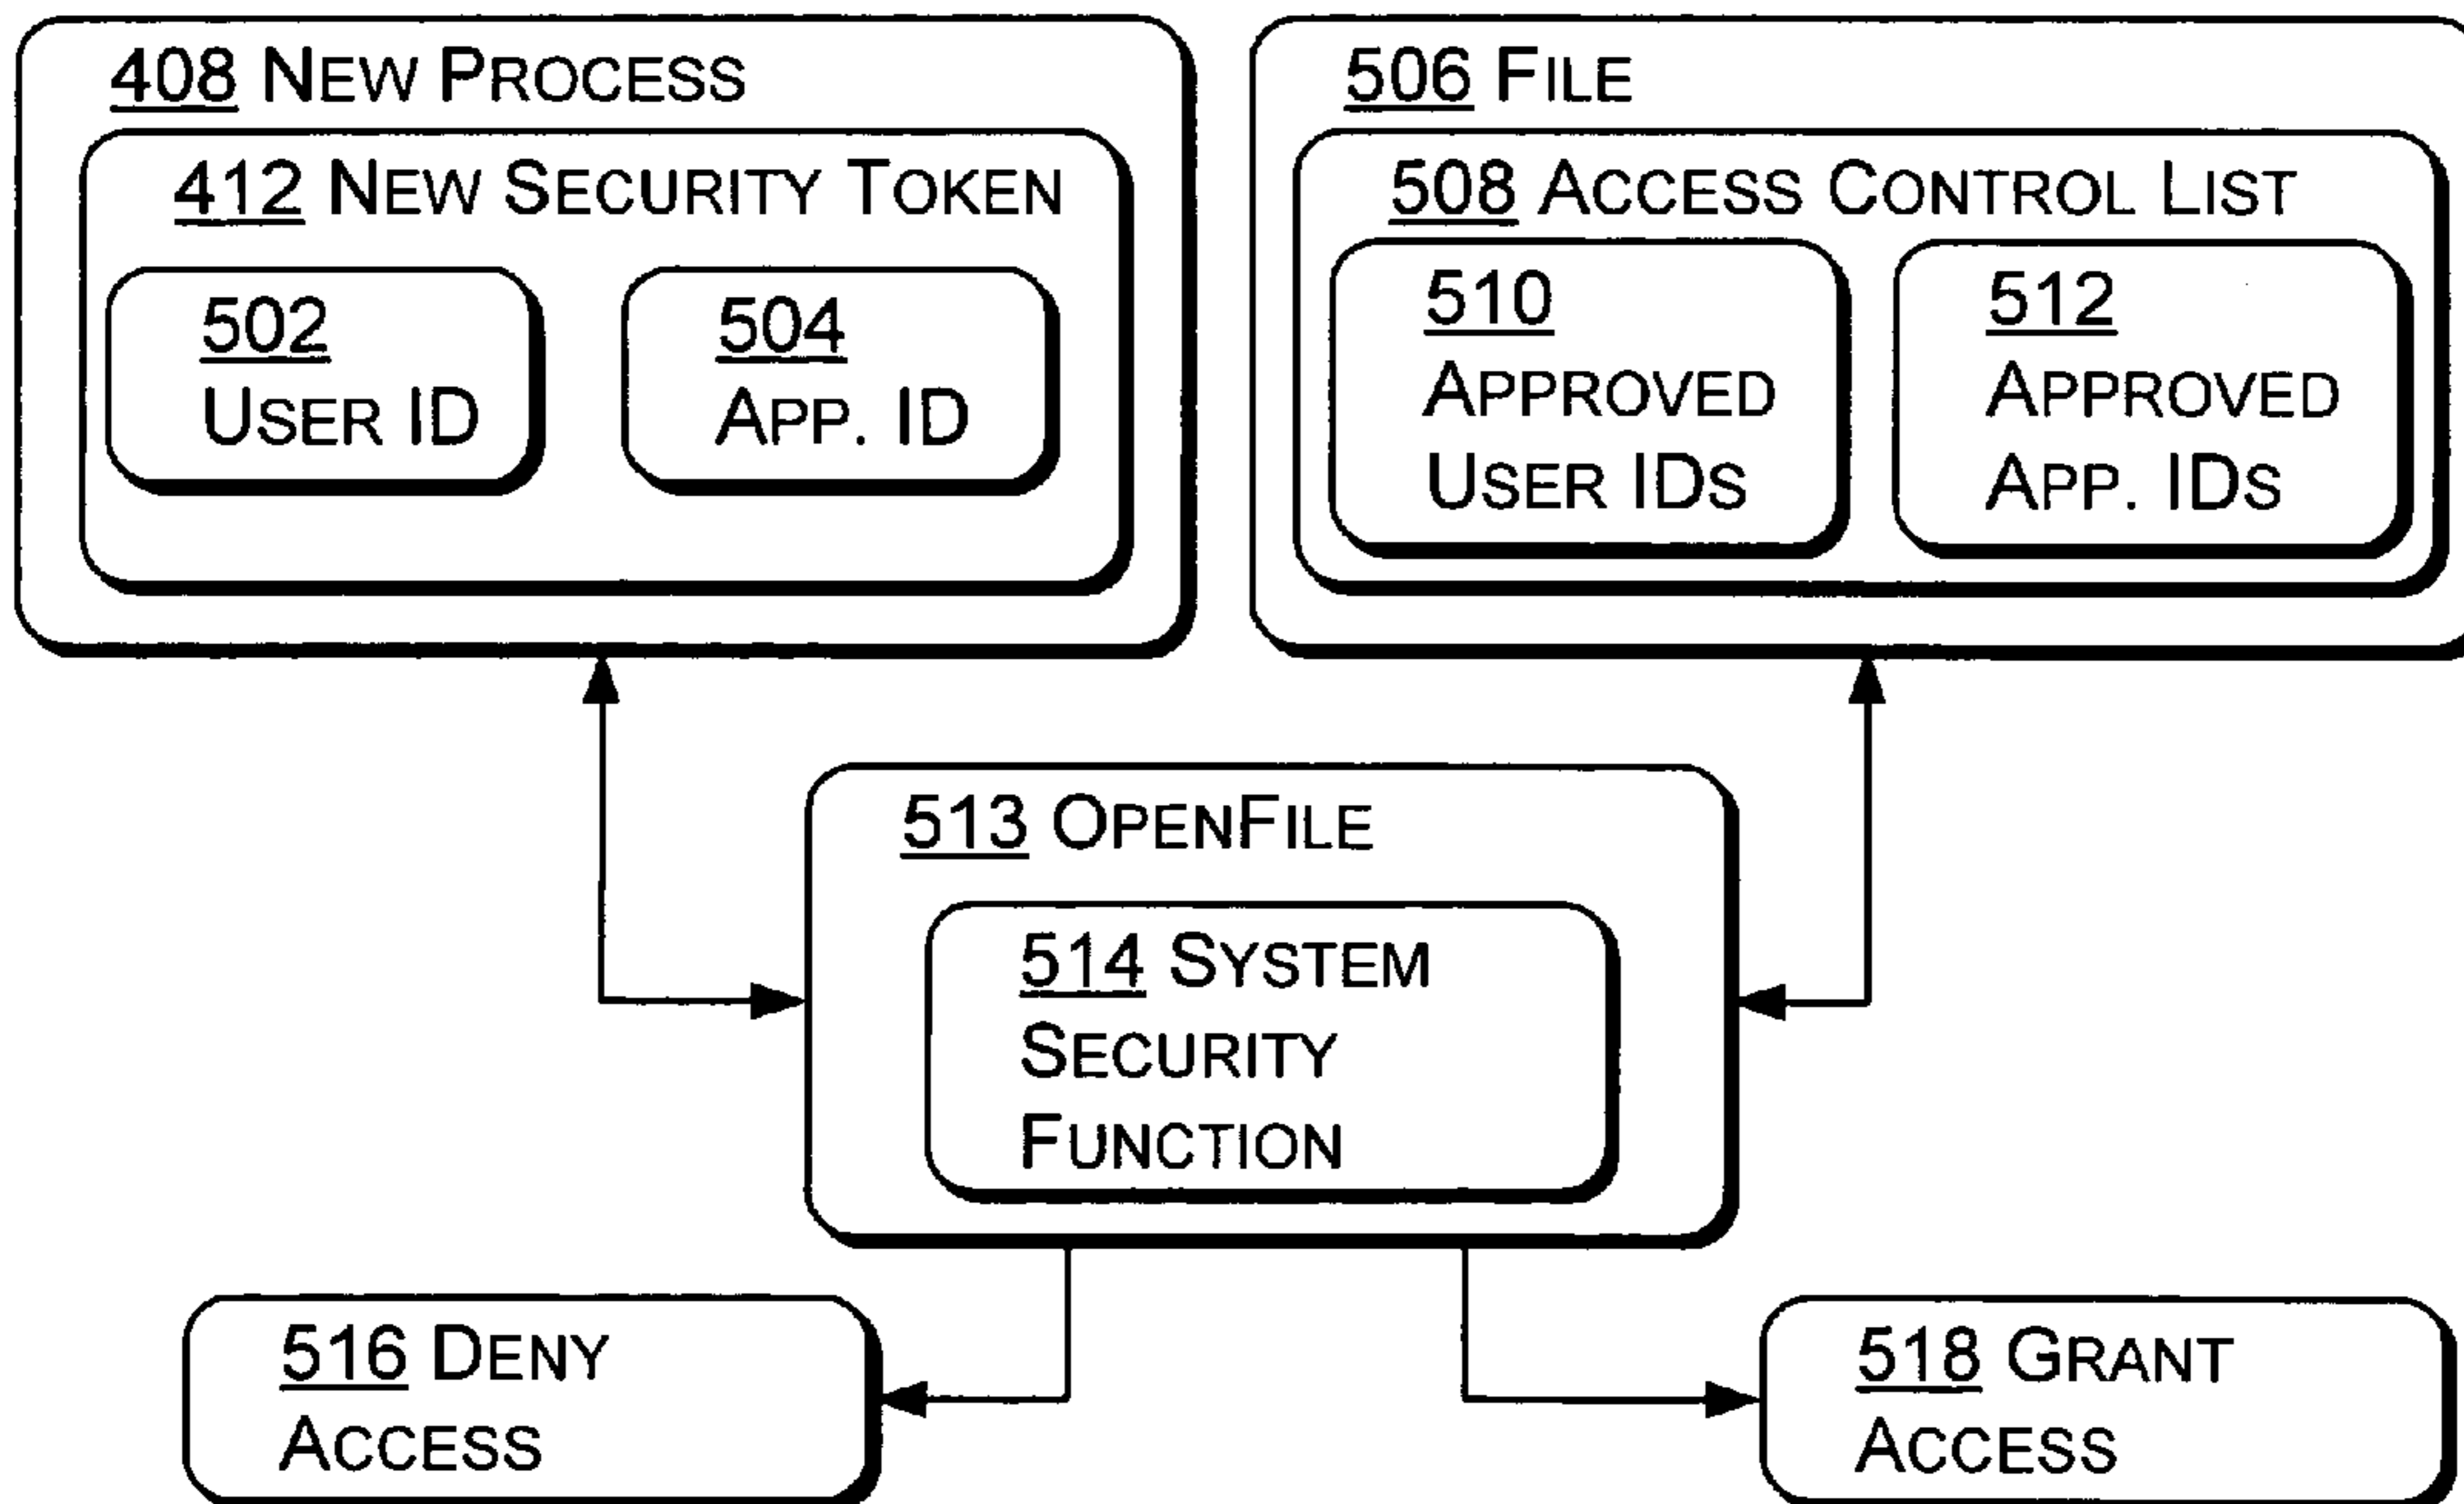 408 NEW PROCESS
412 NEW SECURITY TOKEN
502
USER ID
504
APP. ID
506 FILE
508 ACCESS CONTROL LIST
510
APPROVED
USER IDS
512
APPROVED
APP. IDS
513 OPENFILE
514 SYSTEM
SECURITY
FUNCTION
516 DENY
ACCESS
518 GRANT
ACCESS